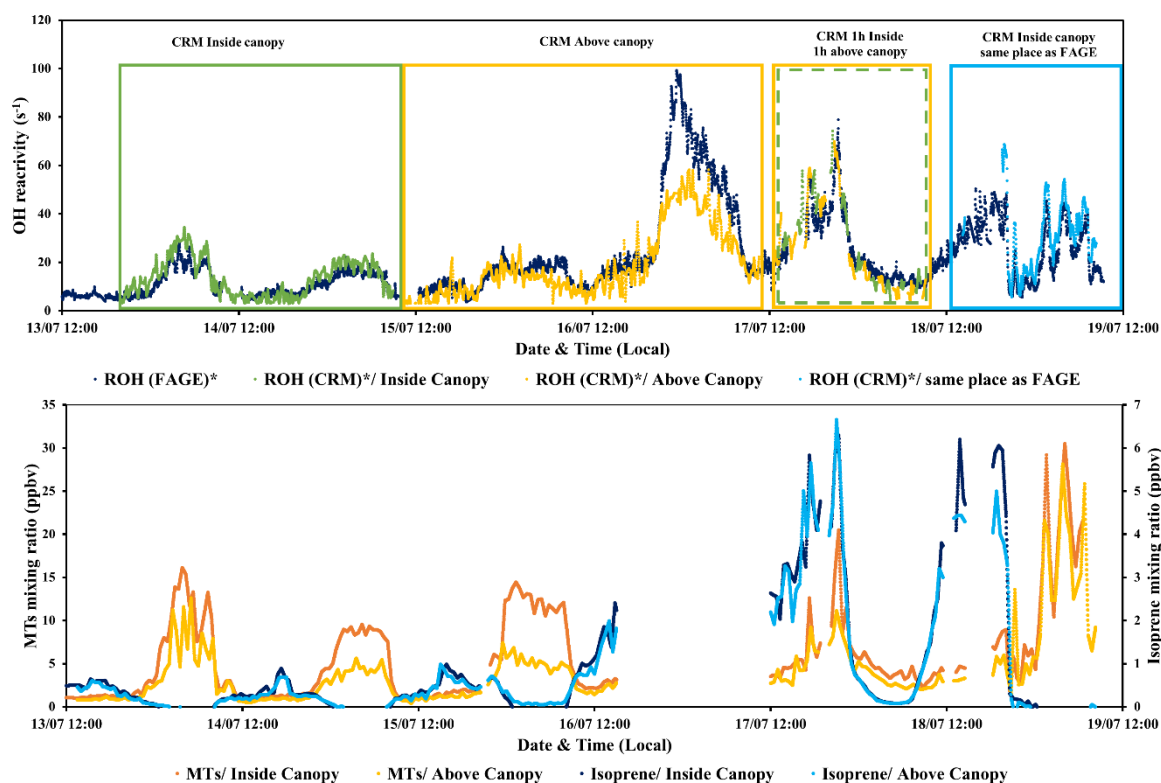 CRM Inside canopy
CRM Above canopy
CRM 1h Inside
1h above canopy
CRM Inside canopy
same place as FAGE
OH reacrivity (s⁻¹)
120
100
80
60
40
20
0
13/07 12:00
14/07 12:00
15/07 12:00
16/07 12:00
17/07 12:00
18/07 12:00
19/07 12:00
Date & Time (Local)
ROH (FAGE)*
ROH (CRM)*/ Inside Canopy
ROH (CRM)*/ Above Canopy
ROH (CRM)*/ same place as FAGE
MTs mixing ratio (ppbv)
35
30
25
20
15
10
5
0
Isoprene mixing ratio (ppbv)
7
6
5
4
3
2
1
0
13/07 12:00
14/07 12:00
15/07 12:00
16/07 12:00
17/07 12:00
18/07 12:00
19/07 12:00
Date & Time (Local)
MTs/ Inside Canopy
MTs/ Above Canopy
Isoprene/ Inside Canopy
Isoprene/ Above Canopy